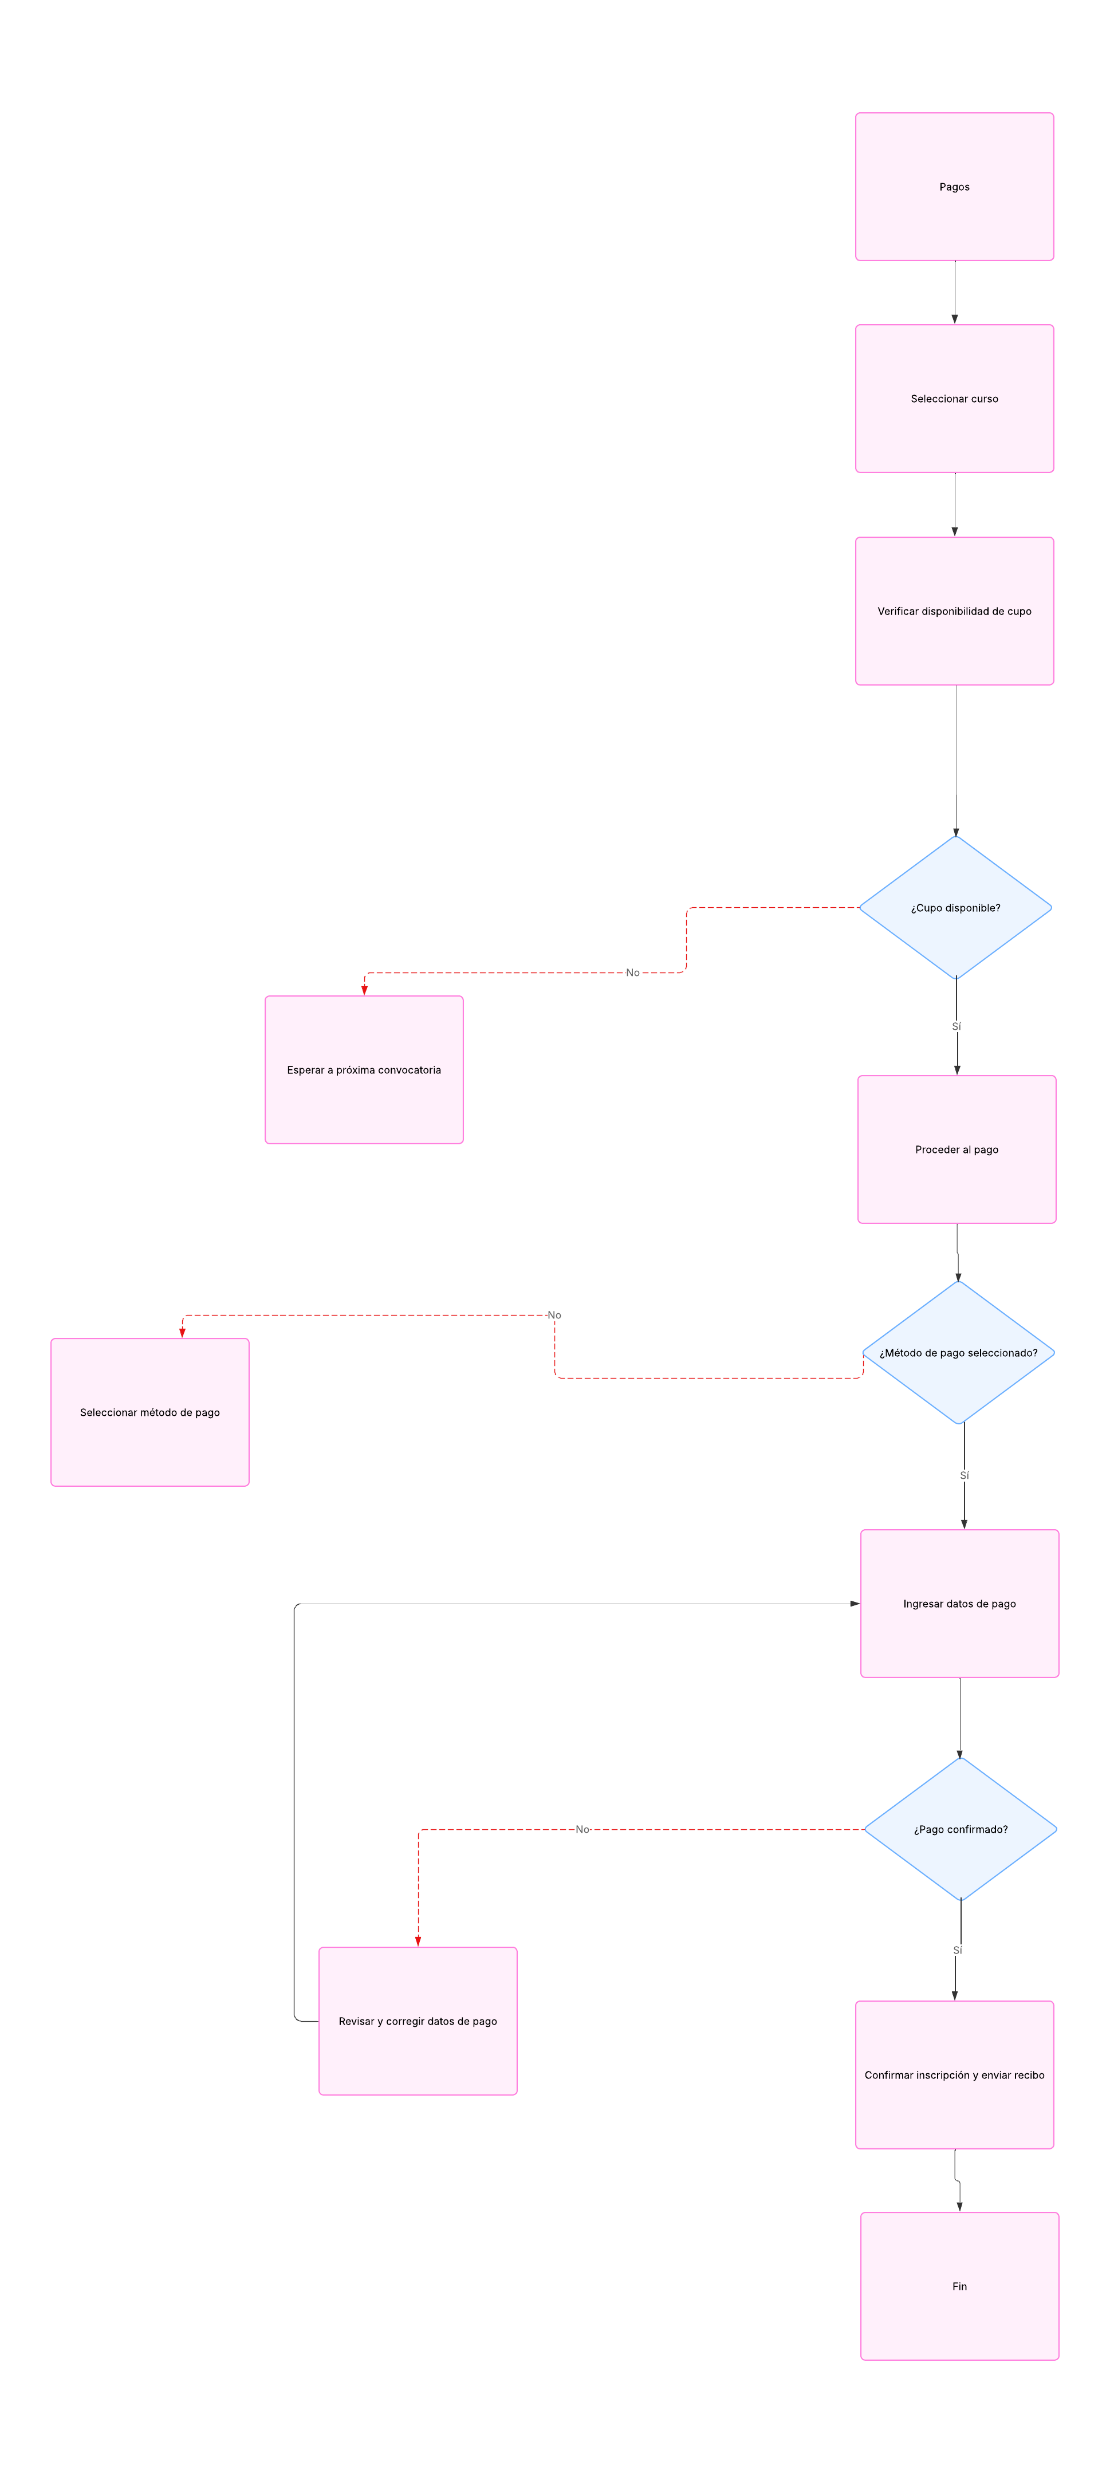 Pagos
Seleccionar curso
Verificar disponibilidad de cupo
¿Cupo disponible?
No
Sí
Esperar a próxima convocatoria
Proceder al pago
No
¿Método de pago seleccionado?
Seleccionar método de pago
Sí
Ingresar datos de pago
¿Pago confirmado?
No
Sí
Revisar y corregir datos de pago
Confirmar inscripción y enviar recibo
Fin